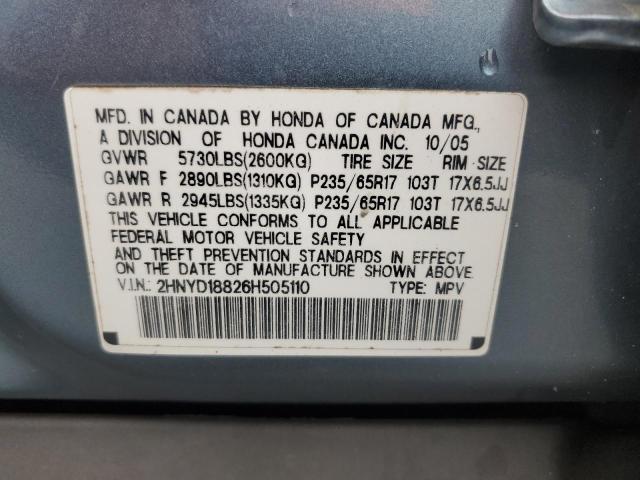 MFD. IN CANADA BY HONDA OF CANADA MFG.,
A DIVISION OF HONDA CANADA INC. 10/05
GVWR 5730LBS(2600KG) TIRE SIZE RIM SIZE
GAWR F 2890LBS(1310KG) P235/65R17 103T 17X6.5JJ
GAWR R 2945LBS(1335KG) P235/65R17 103T 17X6.5JJ
THIS VEHICLE CONFORMS TO ALL APPLICABLE
FEDERAL MOTOR VEHICLE SAFETY
AND THEFT PREVENTION STANDARDS IN EFFECT
ON THE DATE OF MANUFACTURE SHOWN ABOVE.
V.I.N.: 2HNYD18826H505110 TYPE: MPV